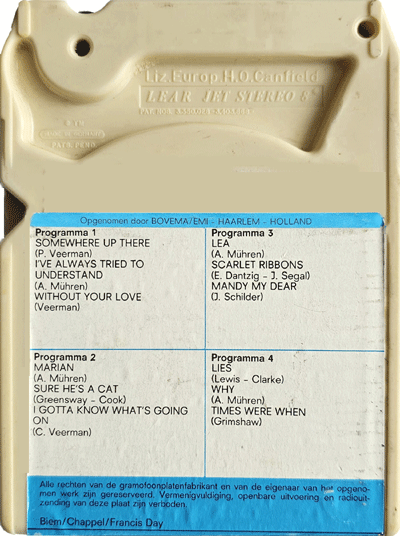 Liz.Europ H.O.Canfield
LEAR JET STEREO 8
Opgenomen door BOVEMA/EMI - HAARLEM - HOLLAND
Programma 1
SOMEWHERE UP THERE
(P. Veerman)
I'VE ALWAYS TRIED TO
UNDERSTAND
(A. Mühren)
WITHOUT YOUR LOVE
(Veerman)
Programma 3
LEA
(A. Mühren)
SCARLET RIBBONS
(E. Dantzig - J. Segal)
MANDY MY DEAR
(J. Schilder)
Programma 2
MARIAN
(A. Mühren)
SURE HE'S A CAT
(Greensway - Cook)
I GOTTA KNOW WHAT'S GOING
ON
(C. Veerman)
Programma 4
LIES
(Lewis - Clarke)
WHY
(A. Mühren)
TIMES WERE WHEN
(Grimshaw)
Alle rechten van de gramofoonplatenfabrikant en van de eigenaar van het opgeno-
men werk zijn gereserveerd. Vermenigvuldiging, openbare uitvoering en radiouit-
zending van deze plaat zijn verboden.
Biem/Chappel/Francis Day